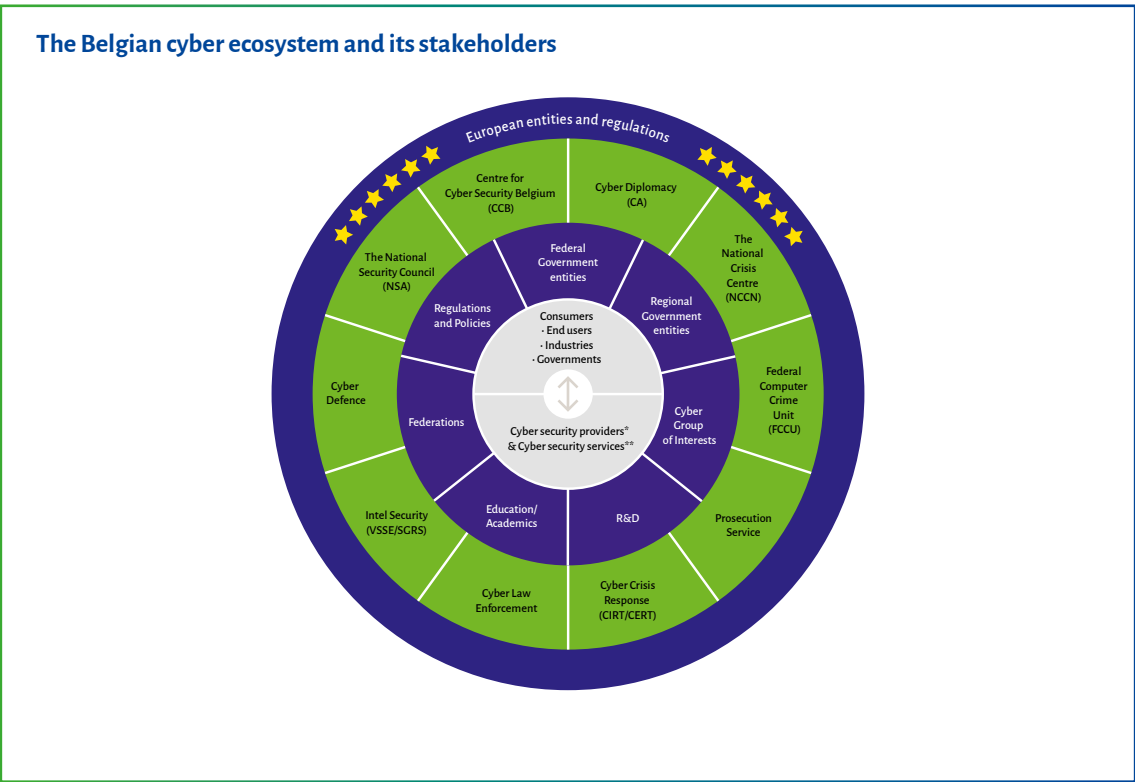 The Belgian cyber ecosystem and its stakeholders
European entities and regulations
Centre for
Cyber Security Belgium
(CCB)
Cyber Diplomacy
(CA)
The
National
Crisis
Centre
(NCCN)
Federal
Computer
Crime
Unit
(FCCU)
Prosecution
Service
Cyber Crisis
Response
(CIRT/CERT)
Cyber Law
Enforcement
Intel Security
(VSSE/SGRS)
Cyber
Defence
The National
Security Council
(NSA)
Federal
Government
entities
Regional
Government
entities
Cyber
Group
of Interests
R&D
Education/
Academics
Federations
Regulations
and Policies
Consumers
· End users
· Industries
· Governments
Cyber security providers*
& Cyber security services**